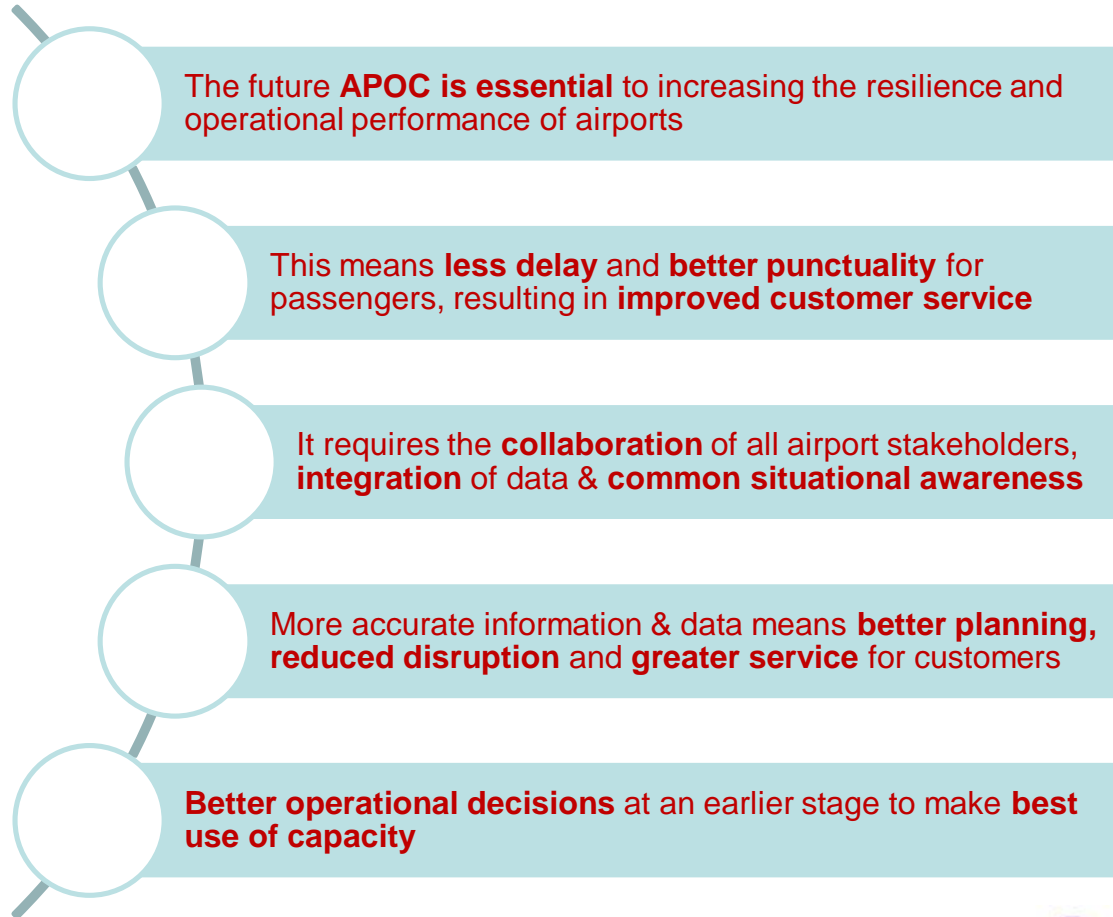 The future APOC is essential to increasing the resilience and
operational performance of airports
This means less delay and better punctuality for
passengers, resulting in improved customer service
It requires the collaboration of all airport stakeholders,
integration of data & common situational awareness
More accurate information & data means better planning,
reduced disruption and greater service for customers
Better operational decisions at an earlier stage to make best
use of capacity